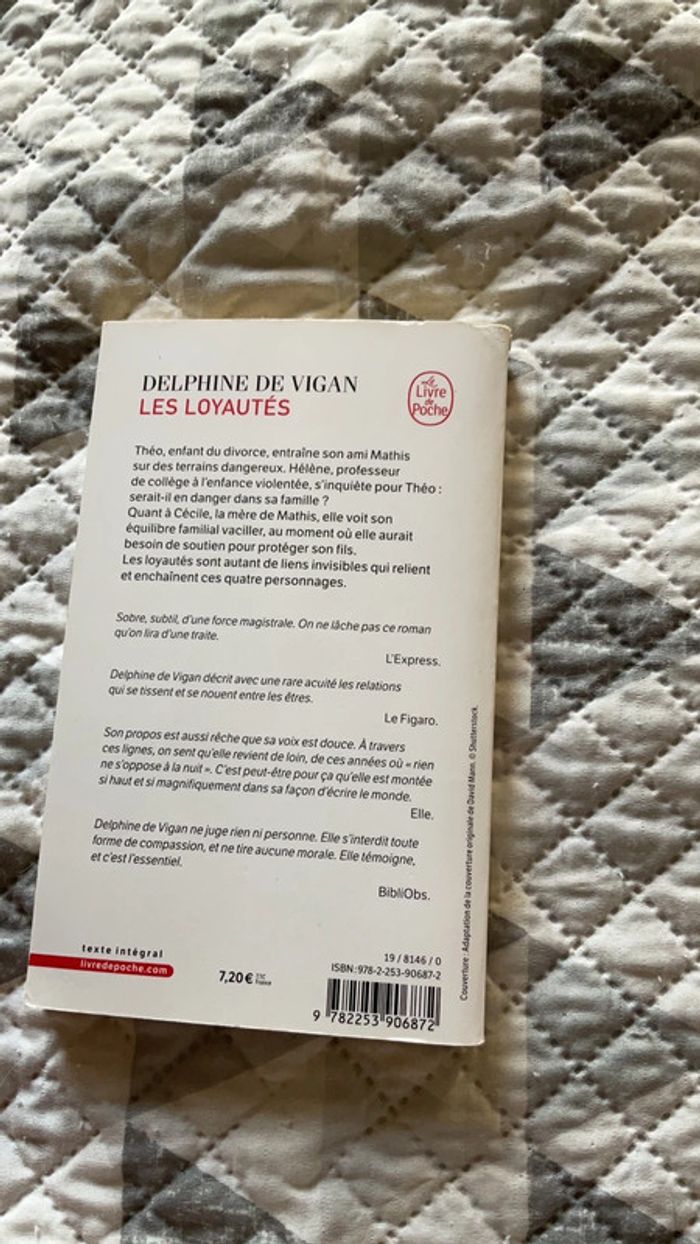 DELPHINE DE VIGAN
LES LOYAUTÉS
Le
Livre
de
Poche
Théo, enfant du divorce, entraîne son ami Mathis
sur des terrains dangereux. Hélène, professeur
de collège à l'enfance violentée, s'inquiète pour Théo :
serait-il en danger dans sa famille ?
Quant à Cécile, la mère de Mathis, elle voit son
équilibre familial vaciller, au moment où elle aurait
besoin de soutien pour protéger son fils.
Les loyautés sont autant de liens invisibles qui relient
et enchaînent ces quatre personnages.
Sobre, subtil, d'une force magistrale. On ne lâche pas ce roman
qu'on lira d'une traite.
L'Express.
Delphine de Vigan décrit avec une rare acuité les relations
qui se tissent et se nouent entre les êtres.
Le Figaro.
Son propos est aussi rêche que sa voix est douce. À travers
ces lignes, on sent qu'elle revient de loin, de ces années où « rien
ne s'oppose à la nuit ». C'est peut-être pour ça qu'elle est montée
si haut et si magnifiquement dans sa façon d'écrire le monde.
Elle.
Delphine de Vigan ne juge rien ni personne. Elle s'interdit toute
forme de compassion, et ne tire aucune morale. Elle témoigne,
et c'est l'essentiel.
BibliObs.
texte intégral
livredepoche.com
7,20 €
France
19 / 8146 / 0
ISBN : 978-2-253-90687-2
9 782253 906872
Couverture : Adaptation de la couverture originale de David Mann. © Shutterstock.